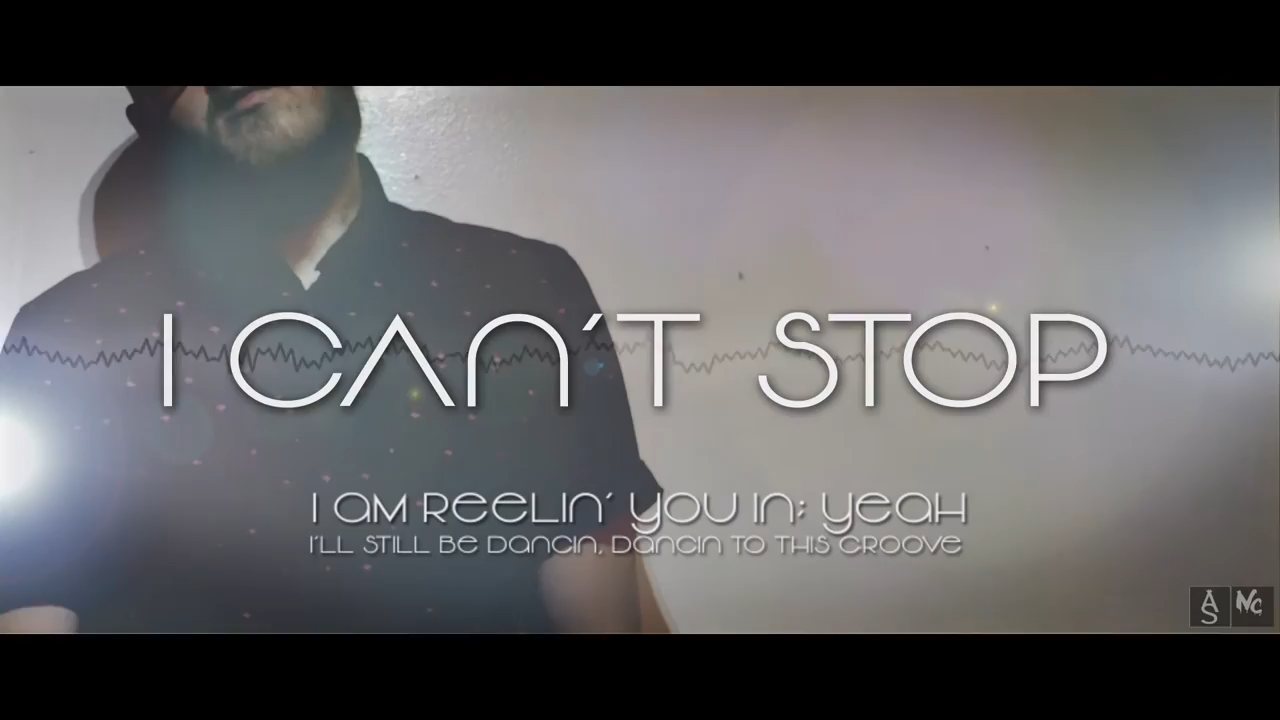 I CAN'T STOP
I AM REELIN' YOU IN; YEAH
I'LL STILL BE DANCIN, DANCIN TO THIS GROOVE
AS NC